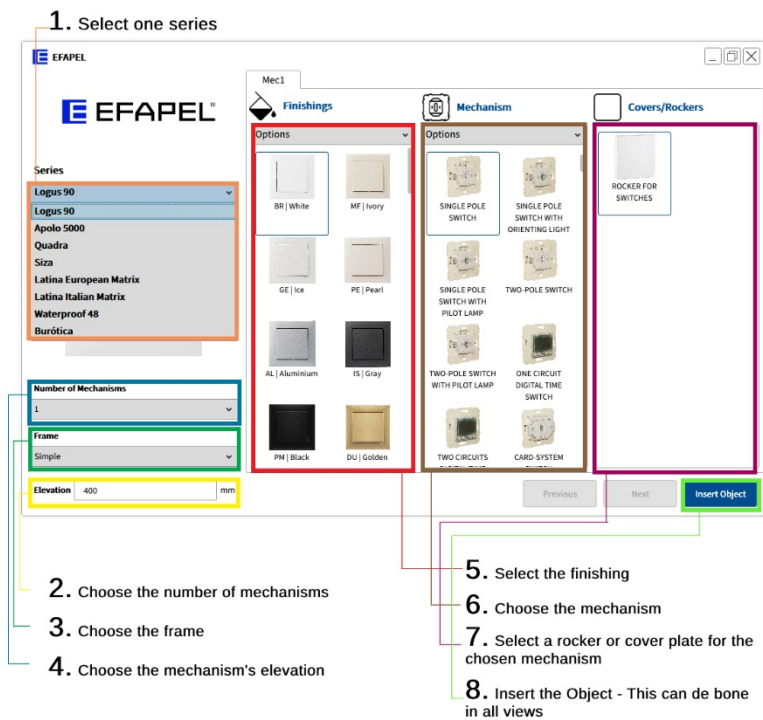 1. Select one series
EFAPEL
EFAPEL®
Series
Logus 90
Logus 90
Apolo 5000
Quadra
Siza
Latina European Matrix
Latina Italian Matrix
Waterproof 48
Burótica
Number of Mechanisms
1
Frame
Simple
Elevation 400 mm
Mec1
Finishings
Options
BR | White
MF | Ivory
GE | Ice
PE | Pearl
AL | Aluminium
IS | Gray
PM | Black
DU | Golden
Mechanism
Options
SINGLE POLE
SWITCH
SINGLE POLE
SWITCH WITH
ORIENTING LIGHT
SINGLE POLE
SWITCH WITH
PILOT LAMP
TWO-POLE SWITCH
TWO-POLE SWITCH
WITH PILOT LAMP
ONE CIRCUIT
DIGITAL TIME
SWITCH
TWO CIRCUITS
DIGITAL TIME
CARD-SYSTEM
SWITCH
Covers/Rockers
ROCKER FOR
SWITCHES
Previous
Next
Insert Object
2. Choose the number of mechanisms
3. Choose the frame
4. Choose the mechanism's elevation
5. Select the finishing
6. Choose the mechanism
7. Select a rocker or cover plate for the
chosen mechanism
8. Insert the Object - This can de bone
in all views